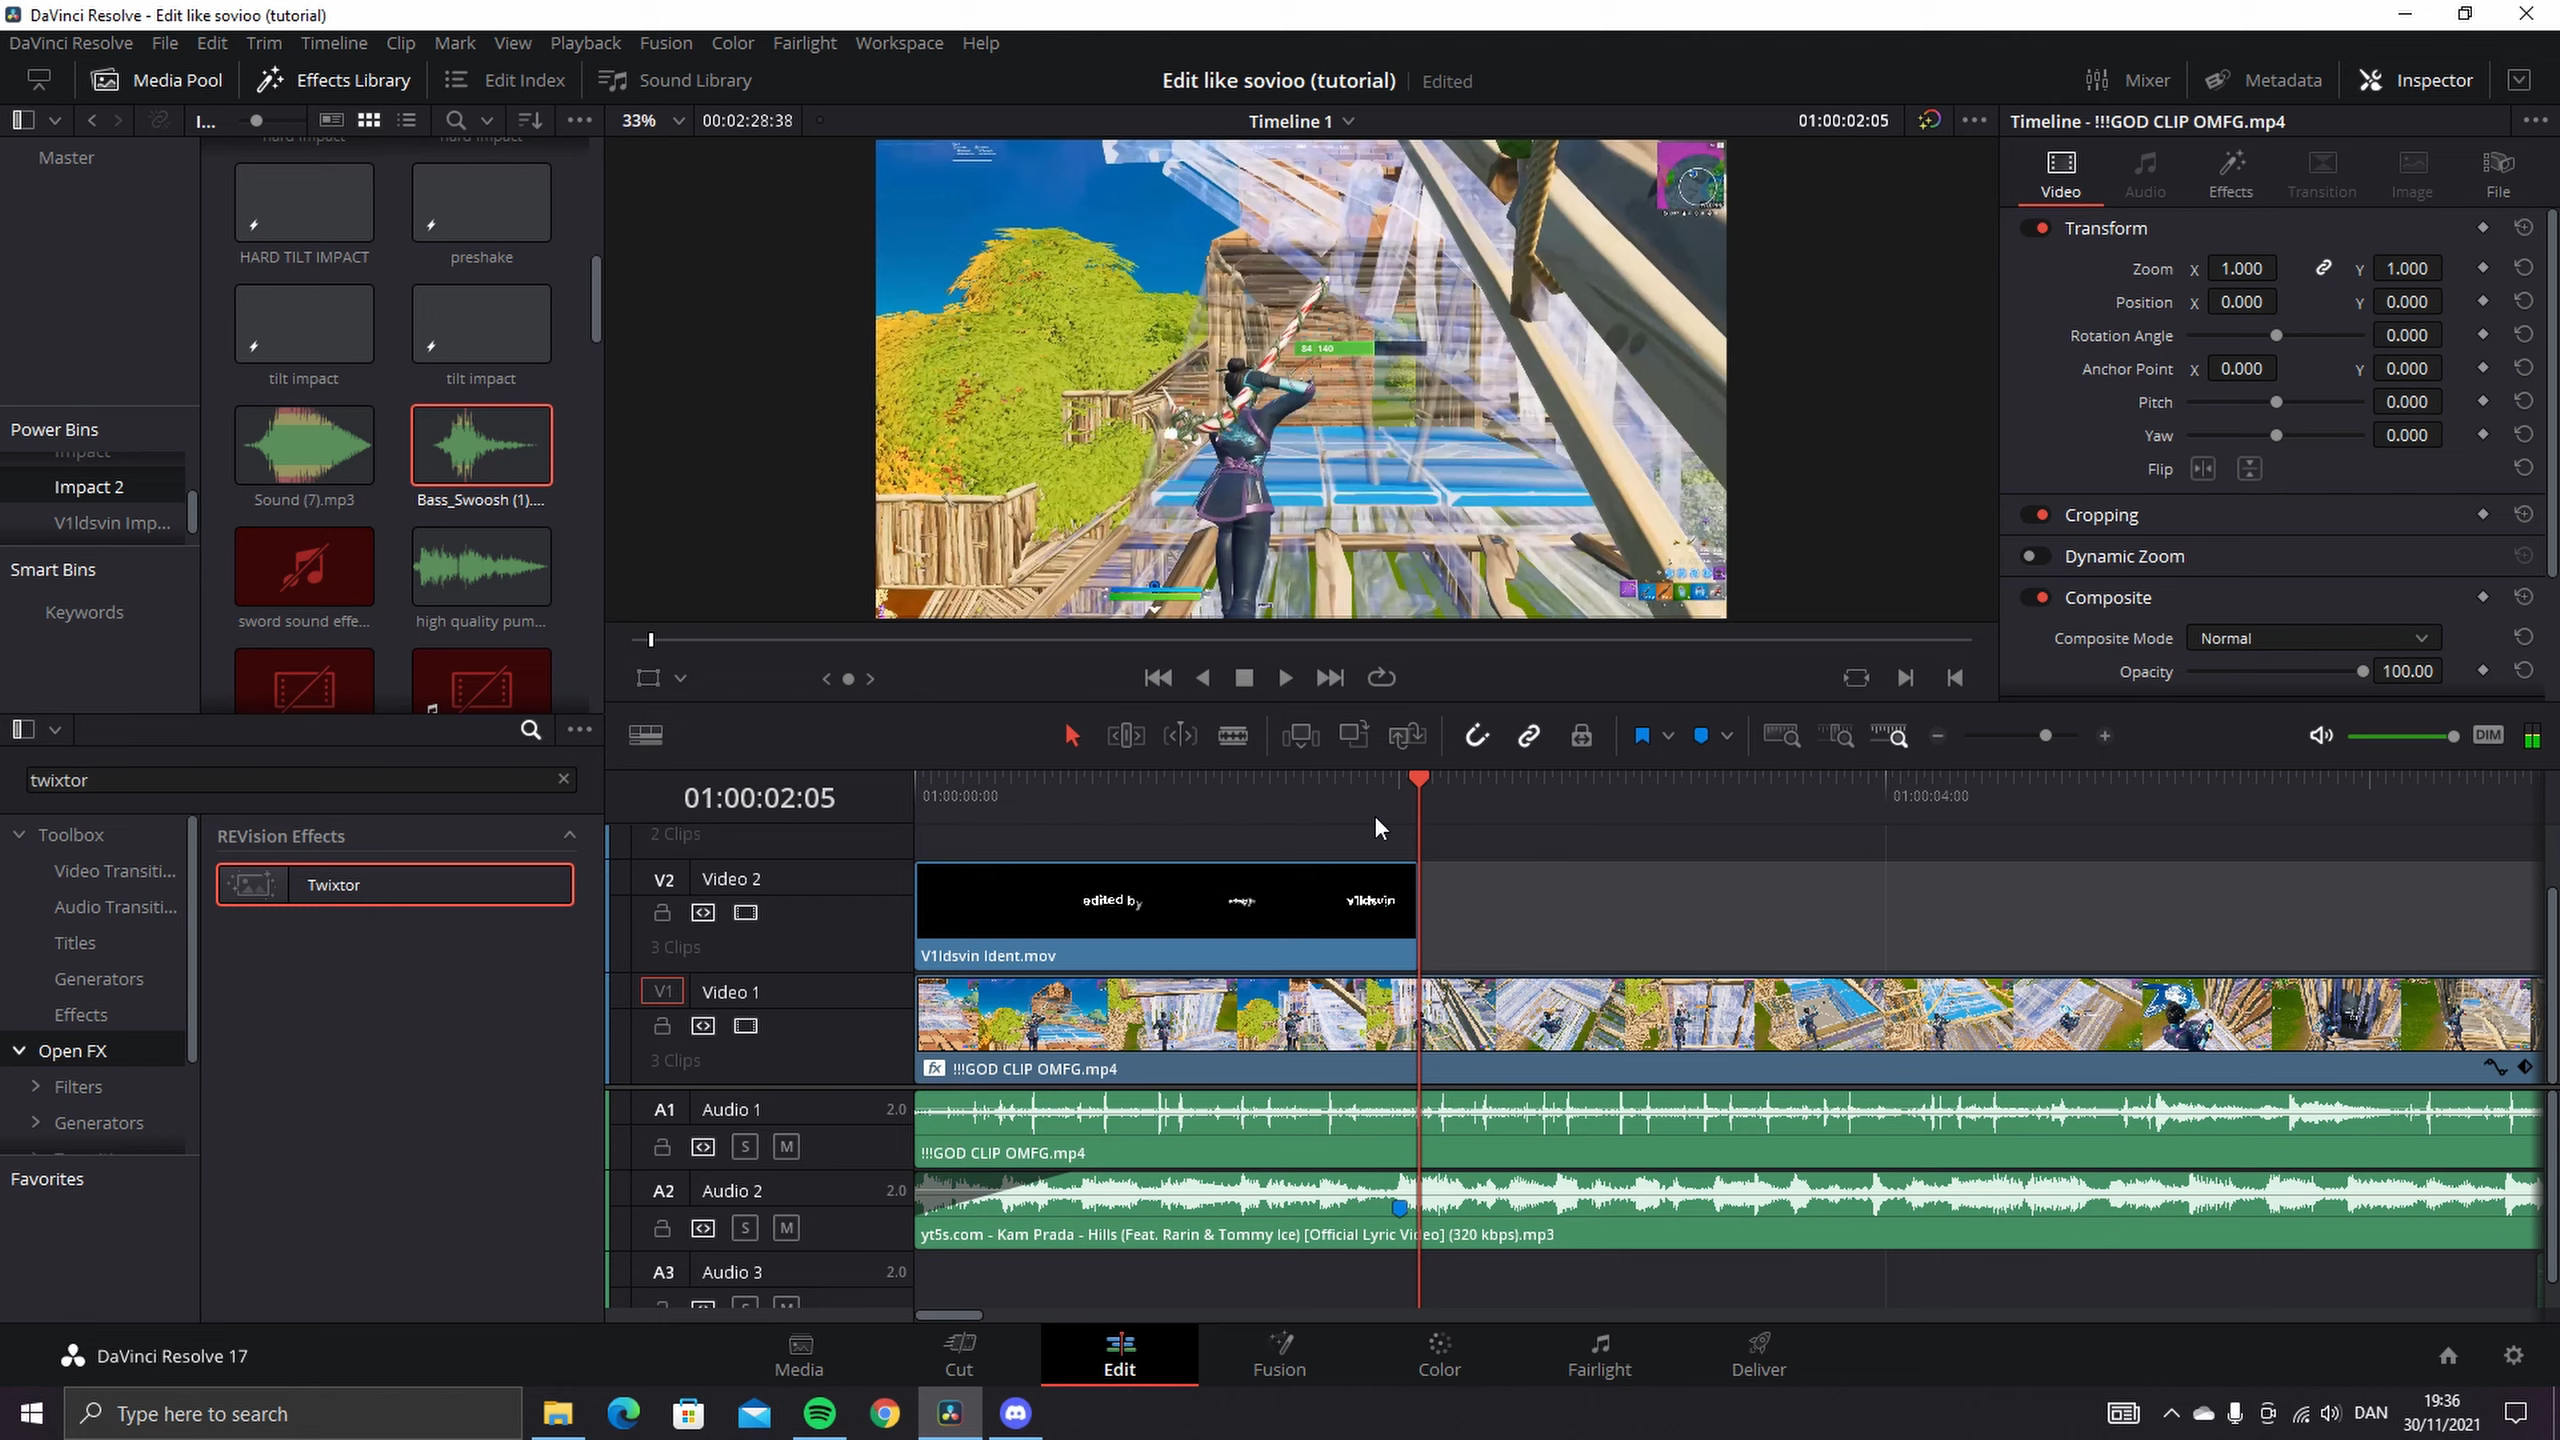 DaVinci Resolve - Edit like sovioo (tutorial)
DaVinci Resolve File Edit Trim Timeline Clip Mark View Playback Fusion Color Fairlight Workspace Help
Media Pool Effects Library Edit Index Sound Library Edit like sovioo (tutorial) Edited Mixer Metadata Inspector
I... 33% 00:02:28:38 Timeline 1 01:00:02:05 Timeline - !!!GOD CLIP OMFG.mp4
Master
hard impact hard impact
HARD TILT IMPACT preshake
tilt impact tilt impact
Sound (7).mp3 Bass_Swoosh (1)....
sword sound effe... high quality pum...
Power Bins
Impact
Impact 2
V1ldsvin Imp...
Smart Bins
Keywords
84 140
Video Audio Effects Transition Image File
Transform
Zoom X 1.000 Y 1.000
Position X 0.000 Y 0.000
Rotation Angle 0.000
Anchor Point X 0.000 Y 0.000
Pitch 0.000
Yaw 0.000
Flip
Cropping
Dynamic Zoom
Composite
Composite Mode Normal
Opacity 100.00
DIM
twixtor
Toolbox
Video Transiti...
Audio Transiti...
Titles
Generators
Effects
Open FX
Filters
Generators
Favorites
REVision Effects
Twixtor
01:00:02:05 01:00:00:00 01:00:04:00
2 Clips
V2 Video 2
3 Clips
edited by v1ldsvin
V1ldsvin Ident.mov
V1 Video 1
3 Clips
fx !!!GOD CLIP OMFG.mp4
A1 Audio 1 2.0
S M
!!!GOD CLIP OMFG.mp4
A2 Audio 2 2.0
S M
yt5s.com - Kam Prada - Hills (Feat. Rarin & Tommy Ice) [Official Lyric Video] (320 kbps).mp3
A3 Audio 3 2.0
S M
DaVinci Resolve 17 Media Cut Edit Fusion Color Fairlight Deliver
Type here to search
DAN 19:36
30/11/2021